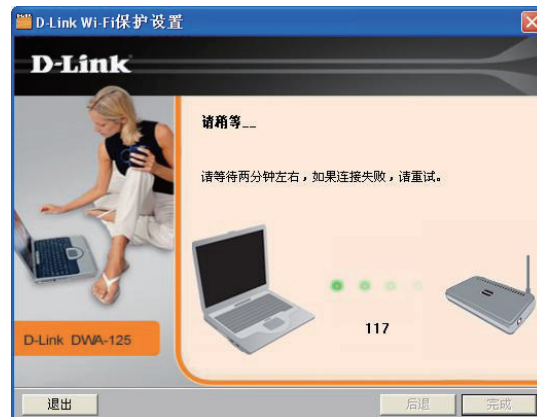 D-Link Wi-Fi保护设置
D-Link
请稍等__
请等待两分钟左右，如果连接失败，请重试。
117
D-Link DWA-125
退出
后退
完成